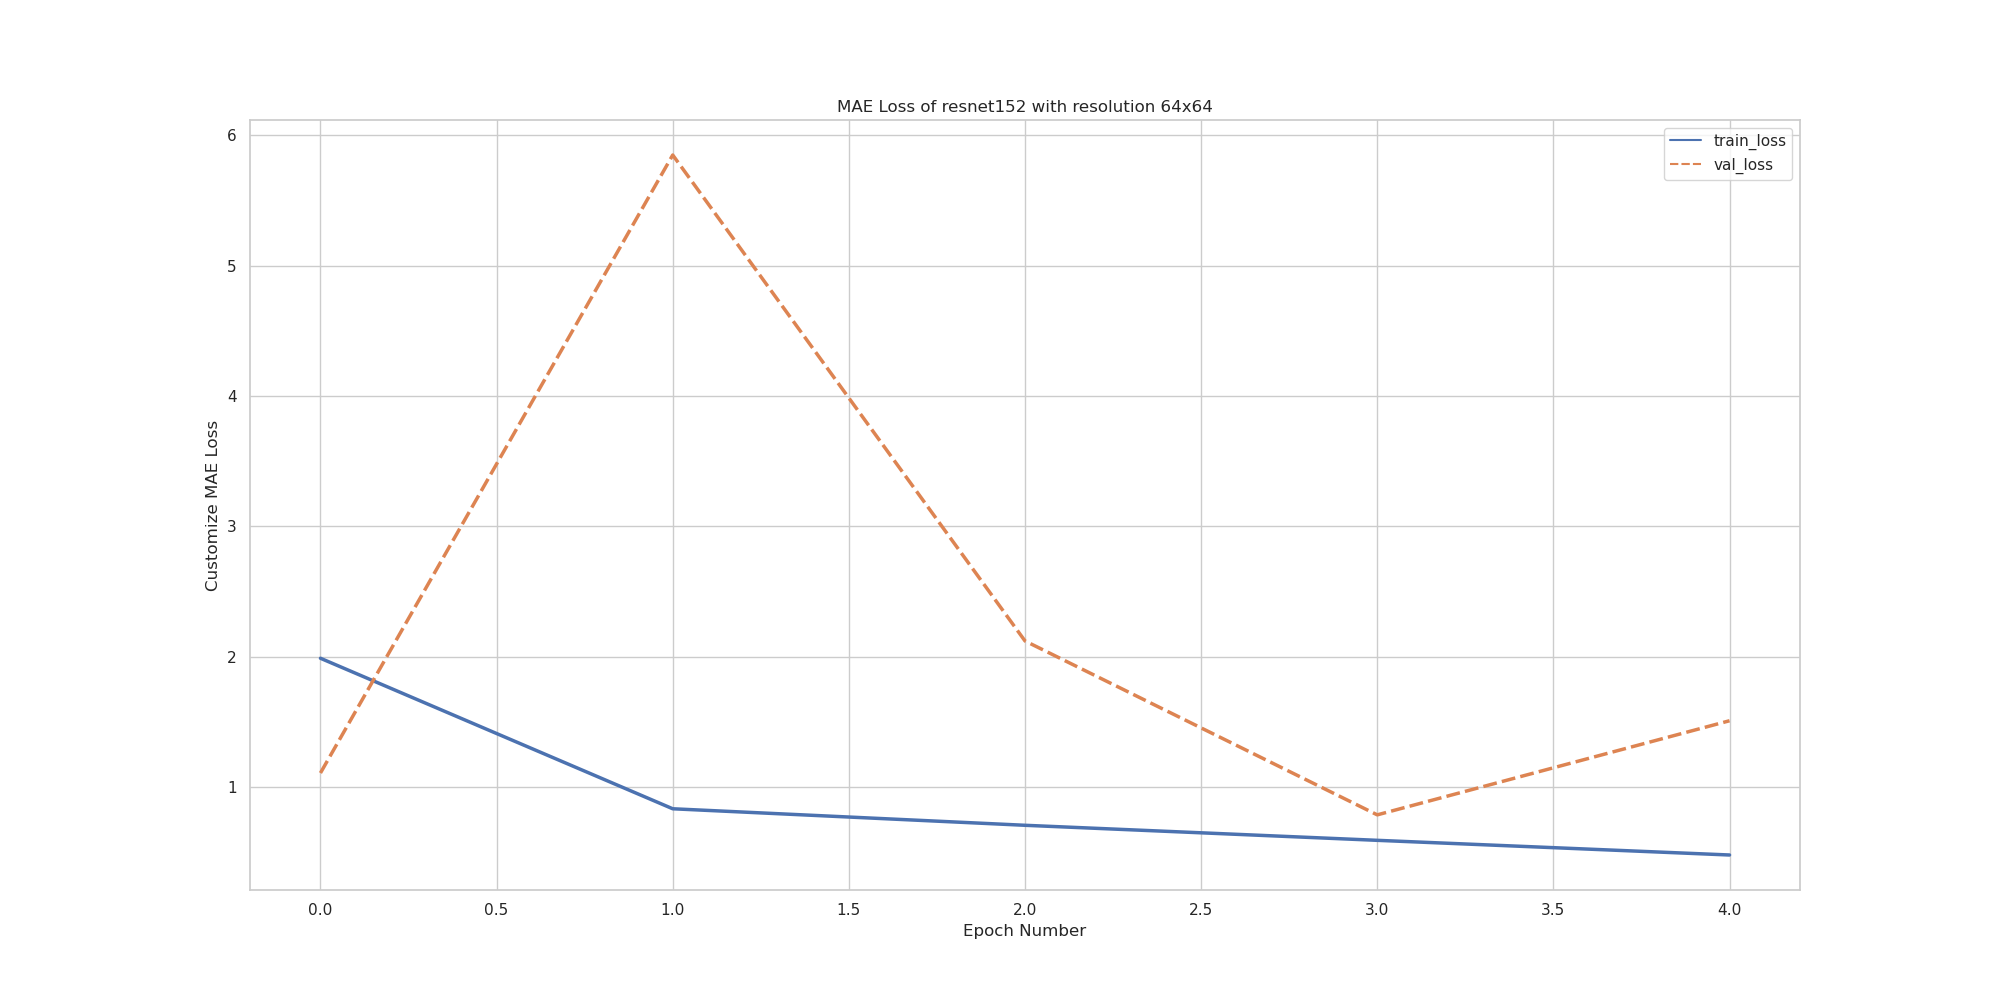 MAE Loss of resnet152 with resolution 64x64
train_loss
val_loss
Customize MAE Loss
6
5
4
3
2
1
0.0 0.5 1.0 1.5 2.0 2.5 3.0 3.5 4.0
Epoch Number